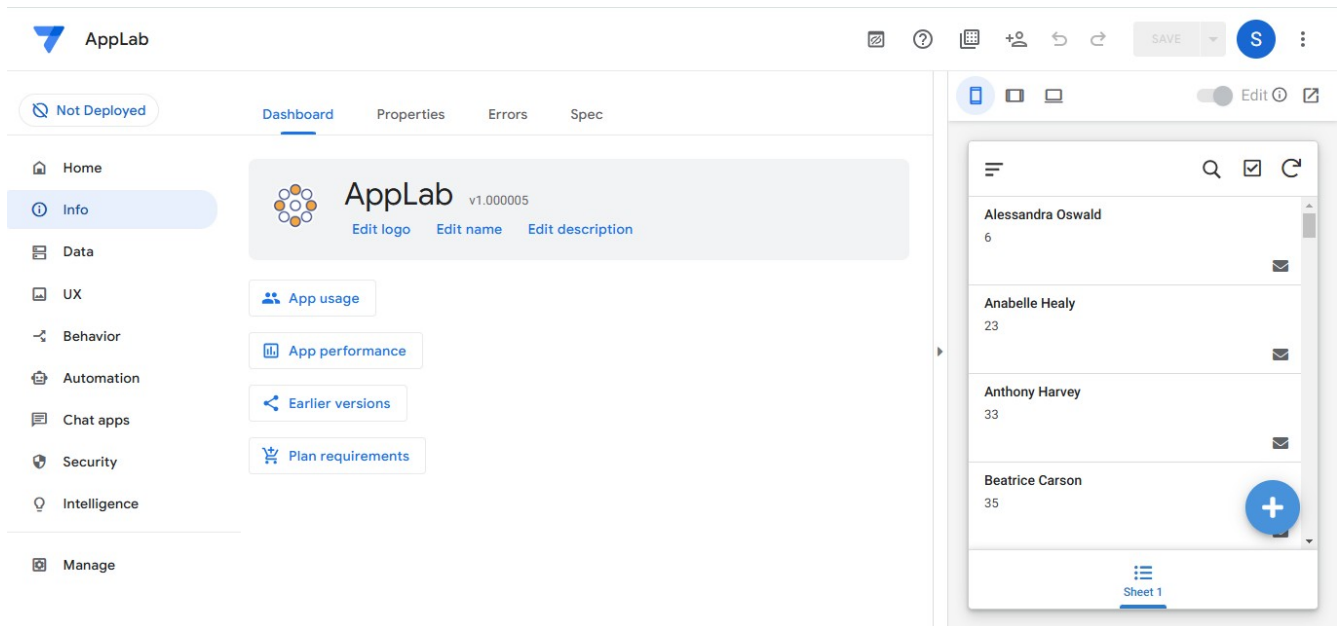 AppLab
SAVE
S
Not Deployed
Dashboard Properties Errors Spec
Edit
Home
Info
Data
UX
Behavior
Automation
Chat apps
Security
Intelligence
Manage
AppLab v1.000005
Edit logo Edit name Edit description
App usage
App performance
Earlier versions
Plan requirements
Alessandra Oswald
6
Anabelle Healy
23
Anthony Harvey
33
Beatrice Carson
35
Sheet 1